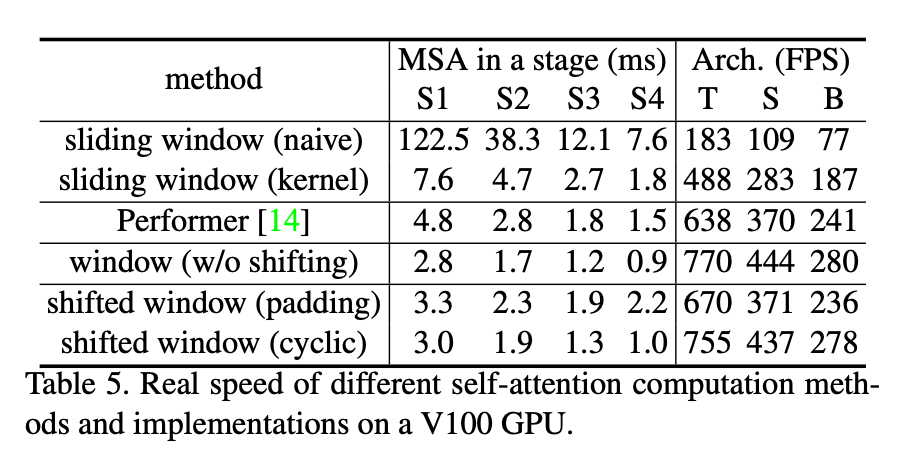 method MSA in a stage (ms) Arch. (FPS)
S1 S2 S3 S4 T S B
sliding window (naive) 122.5 38.3 12.1 7.6 183 109 77
sliding window (kernel) 7.6 4.7 2.7 1.8 488 283 187
Performer [14] 4.8 2.8 1.8 1.5 638 370 241
window (w/o shifting) 2.8 1.7 1.2 0.9 770 444 280
shifted window (padding) 3.3 2.3 1.9 2.2 670 371 236
shifted window (cyclic) 3.0 1.9 1.3 1.0 755 437 278
Table 5. Real speed of different self-attention computation meth-
ods and implementations on a V100 GPU.